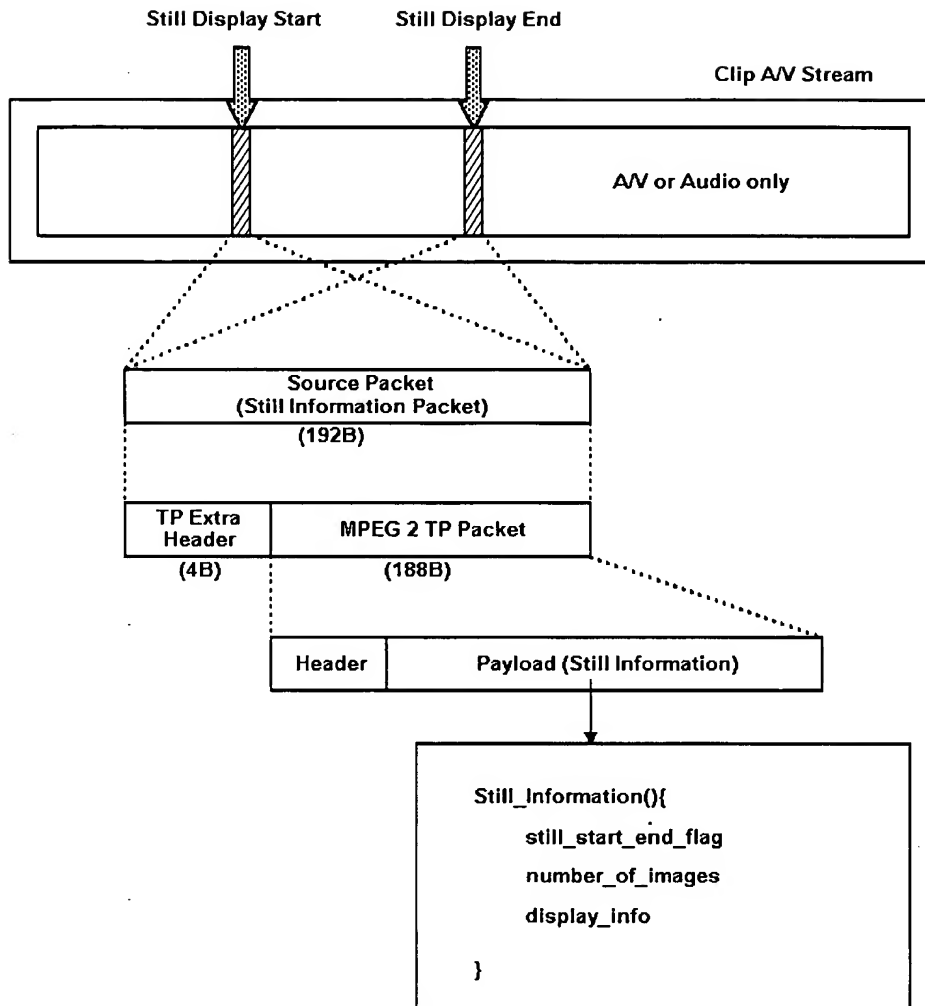 Still Display Start
Still Display End
Clip A/V Stream
A/V or Audio only
Source Packet
(Still Information Packet)
(192B)
TP Extra
Header
MPEG 2 TP Packet
(4B)
(188B)
Header
Payload (Still Information)
Still_Information(){
still_start_end_flag
number_of_images
display_info
}